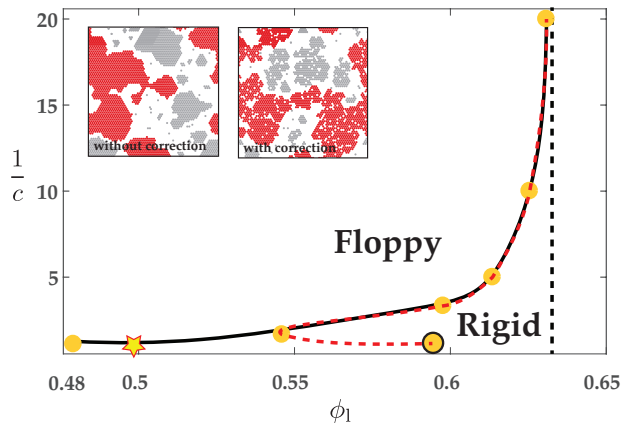 20
15
10
5
1
c
without correction
with correction
Floppy
Rigid
0.48 0.5 0.55 0.6 0.65
ϕl